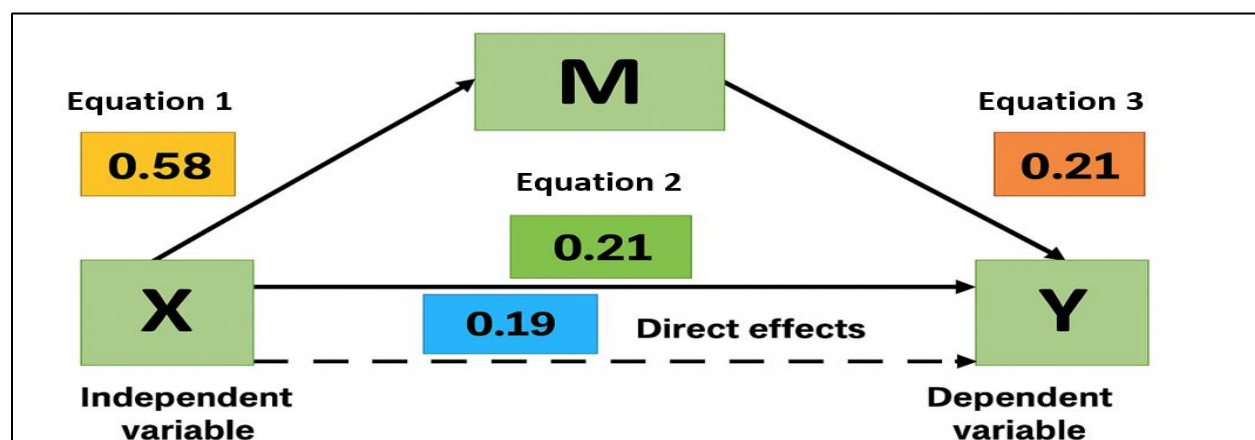 M
Equation 1
Equation 3
0.58
0.21
Equation 2
0.21
X
Y
0.19
Direct effects
Independent
variable
Dependent
variable